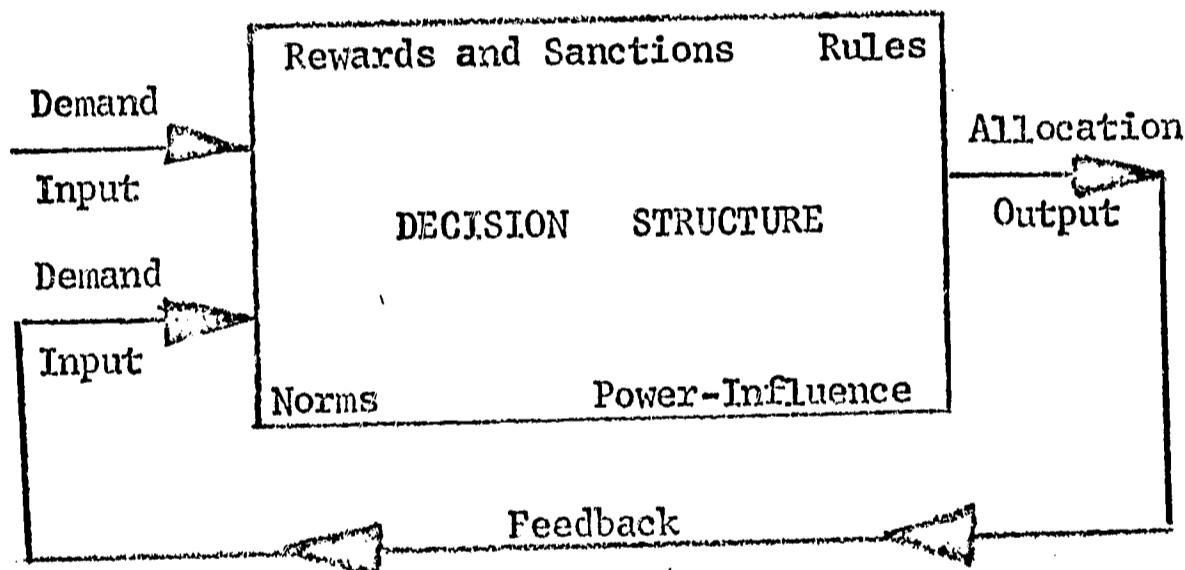 Rewards and Sanctions Rules
Demand
Input
Allocation
Output
DECISION STRUCTURE
Demand
Input
Norms Power-Influence
Feedback